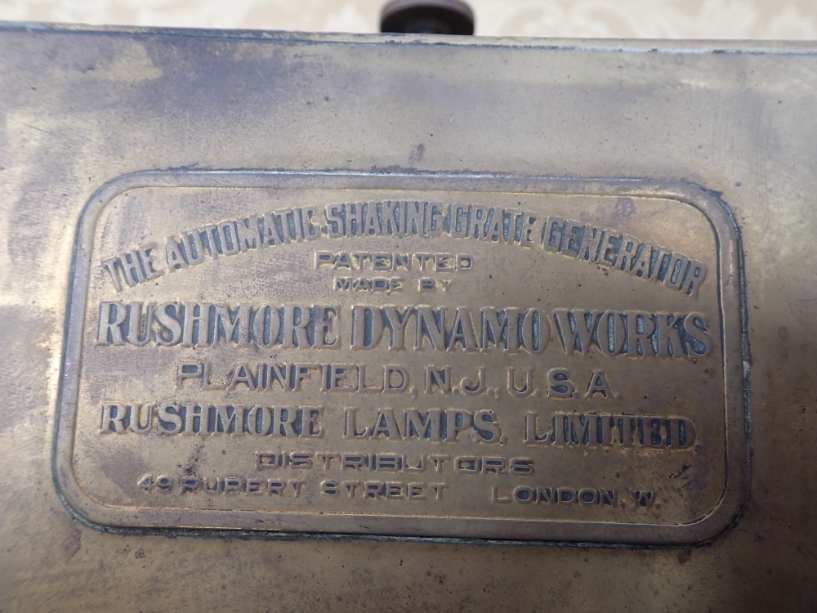 THE AUTOMATIC SHAKING GRATE GENERATOR
PATENTED
MADE BY
RUSHMORE DYNAMO WORKS
PLAINFIELD, N.J., U.S.A.
RUSHMORE LAMPS, LIMITED
DISTRIBUTORS
49 RUPERT STREET LONDON, W.